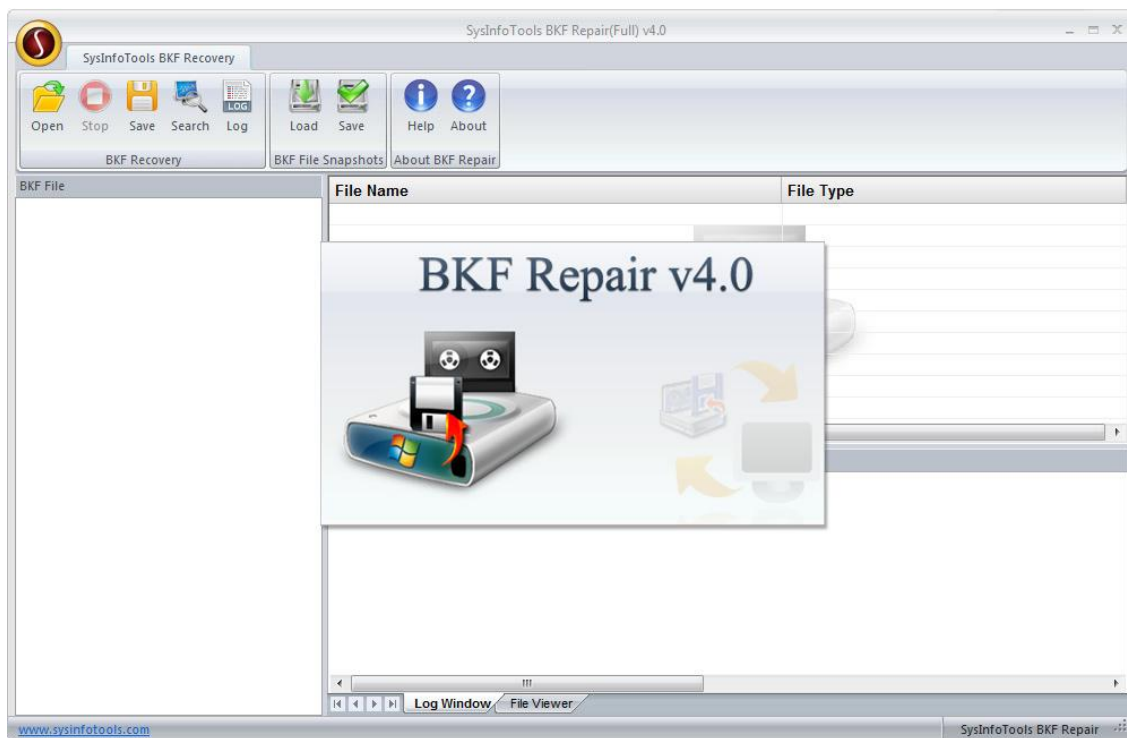 SysInfoTools BKF Repair(Full) v4.0
SysInfoTools BKF Recovery
Open Stop Save Search Log Load Save Help About
LOG
BKF Recovery BKF File Snapshots About BKF Repair
BKF File
File Name File Type
BKF Repair v4.0
Log Window File Viewer
www.sysinfotools.com SysInfoTools BKF Repair